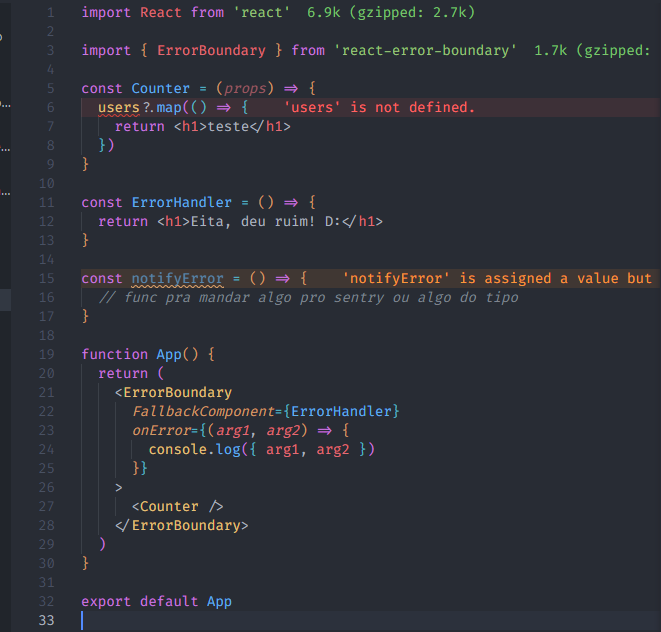 1 import React from 'react' 6.9k (gzipped: 2.7k)
2
3 import { ErrorBoundary } from 'react-error-boundary' 1.7k (gzipped:
4
5 const Counter = (props) => {
6 users?.map(() => { 'users' is not defined.
7 return <h1>teste</h1>
8 })
9 }
10
11 const ErrorHandler = () => {
12 return <h1>Eita, deu ruim! D:</h1>
13 }
14
15 const notifyError = () => { 'notifyError' is assigned a value but
16 // func pra mandar algo pro sentry ou algo do tipo
17 }
18
19 function App() {
20 return (
21 <ErrorBoundary
22 FallbackComponent={ErrorHandler}
23 onError={(arg1, arg2) => {
24 console.log({ arg1, arg2 })
25 }}
26 >
27 <Counter />
28 </ErrorBoundary>
29 )
30 }
31
32 export default App
33